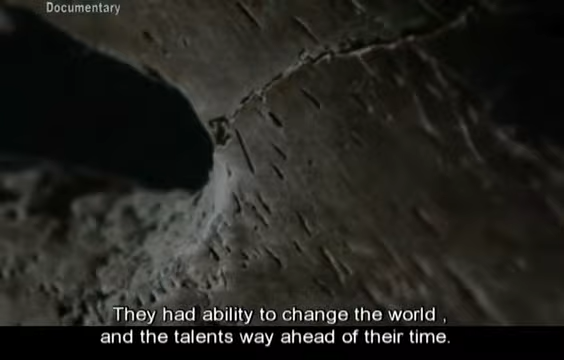 Documentary
They had ability to change the world ,
and the talents way ahead of their time.